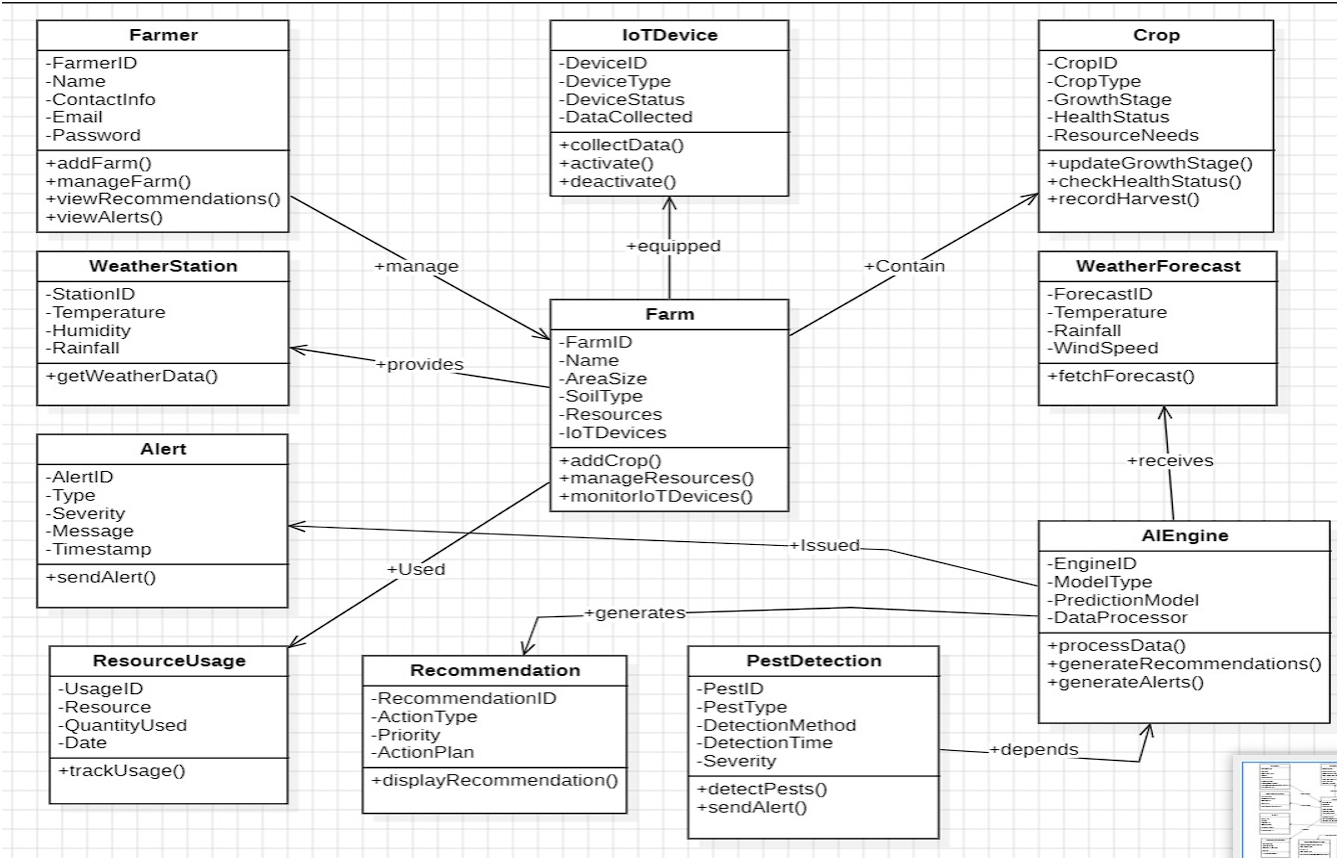 Farmer
-FarmerID
-Name
-ContactInfo
-Email
-Password
+addFarm()
+manageFarm()
+viewRecommendations()
+viewAlerts()
IoTDevice
-DeviceID
-DeviceType
-DeviceStatus
-DataCollected
+collectData()
+activate()
+deactivate()
Crop
-CropID
-CropType
-GrowthStage
-HealthStatus
-ResourceNeeds
+updateGrowthStage()
+checkHealthStatus()
+recordHarvest()
+manage
+equipped
+Contain
WeatherStation
-StationID
-Temperature
-Humidity
-Rainfall
+getWeatherData()
+provides
Farm
-FarmID
-Name
-AreaSize
-SoilType
-Resources
-IoTDevices
+addCrop()
+manageResources()
+monitorIoTDevices()
WeatherForecast
-ForecastID
-Temperature
-Rainfall
-WindSpeed
+fetchForecast()
+receives
Alert
-AlertID
-Type
-Severity
-Message
-Timestamp
+sendAlert()
+Used
+Issued
+generates
AIEngine
-EngineID
-ModelType
-PredictionModel
-DataProcessor
+processData()
+generateRecommendations()
+generateAlerts()
ResourceUsage
-UsageID
-Resource
-QuantityUsed
-Date
+trackUsage()
Recommendation
-RecommendationID
-ActionType
-Priority
-ActionPlan
+displayRecommendation()
PestDetection
-PestID
-PestType
-DetectionMethod
-DetectionTime
-Severity
+detectPests()
+sendAlert()
+depends